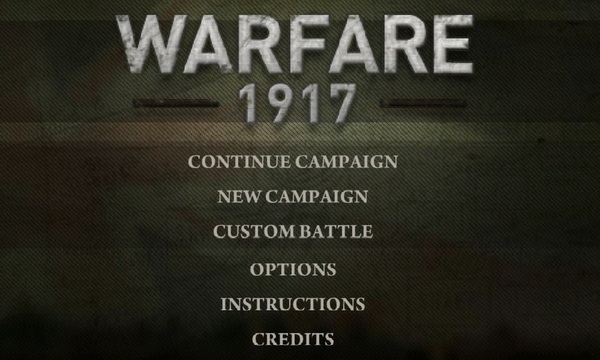 WARFARE
1917
CONTINUE CAMPAIGN
NEW CAMPAIGN
CUSTOM BATTLE
OPTIONS
INSTRUCTIONS
CREDITS